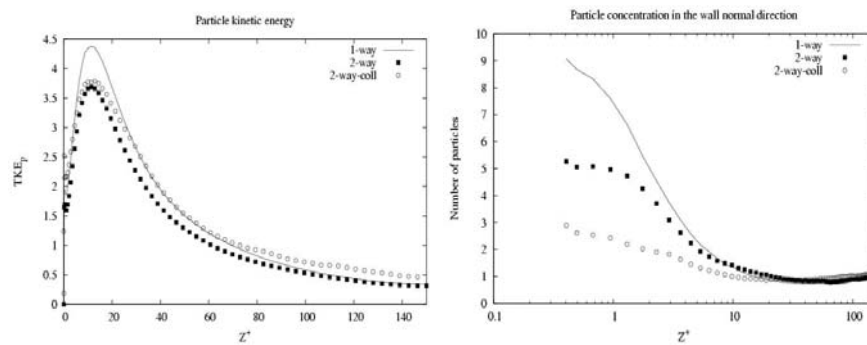 Particle kinetic energy
1-way
2-way
2-way-coll
4.5
4
3.5
3
2.5
2
1.5
1
0.5
0
TKEp
0 20 40 60 80 100 120 140
Z+
Particle concentration in the wall normal direction
1-way
2-way
2-way-coll
10
9
8
7
6
5
4
3
2
1
0
Number of particles
0.1 1 10 100
Z+